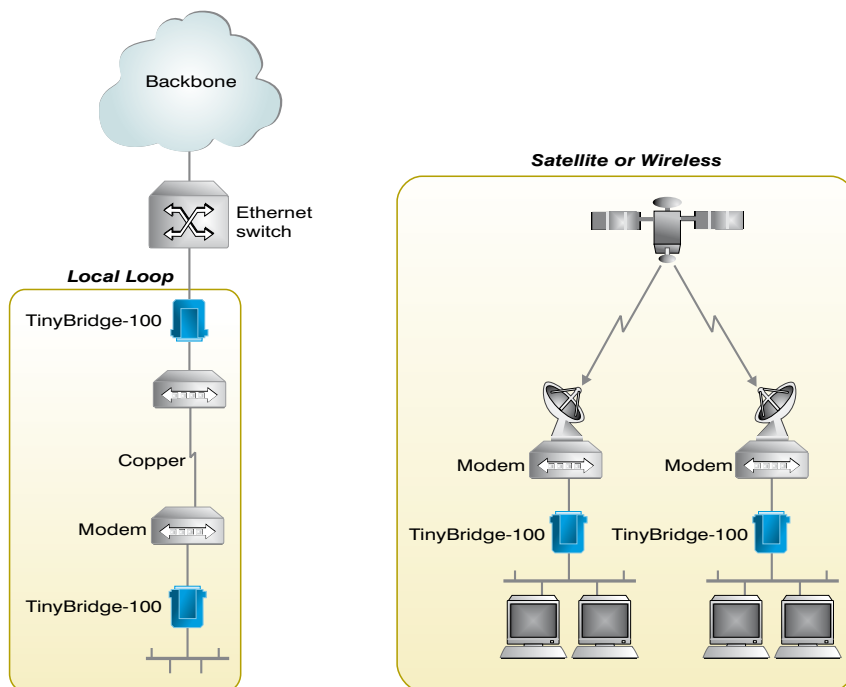 Backbone
Ethernet
switch
Local Loop
TinyBridge-100
Copper
Modem
TinyBridge-100
Satellite or Wireless
Modem
Modem
TinyBridge-100
TinyBridge-100